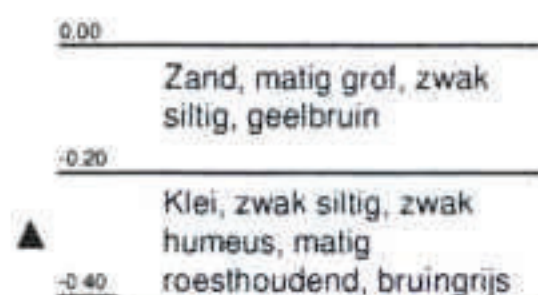 0.00
Zand, matig grof, zwak
siltig, geelbruin
-0.20
Klei, zwak siltig, zwak
humeus, matig
-0.40 roesthoudend, bruingrijs